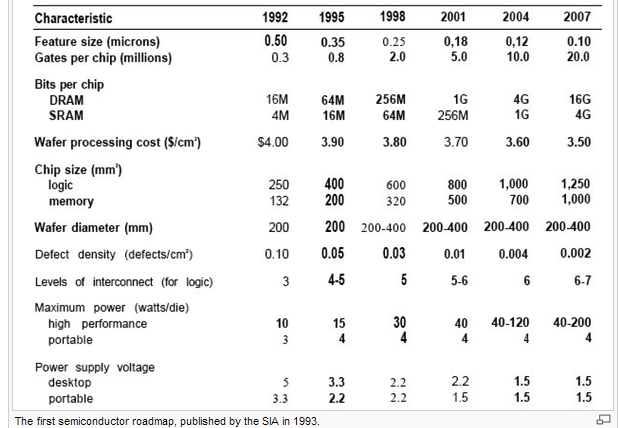 Characteristic 1992 1995 1998 2001 2004 2007
Feature size (microns) 0.50 0.35 0.25 0,18 0,12 0.10
Gates per chip (millions) 0.3 0.8 2.0 5.0 10.0 20.0
Bits per chip
DRAM 16M 64M 256M 1G 4G 16G
SRAM 4M 16M 64M 256M 1G 4G
Wafer processing cost ($/cm²) $4.00 3.90 3.80 3.70 3.60 3.50
Chip size (mm²)
logic 250 400 600 800 1,000 1,250
memory 132 200 320 500 700 1,000
Wafer diameter (mm) 200 200 200-400 200-400 200-400 200-400
Defect density (defects/cm²) 0.10 0.05 0.03 0.01 0.004 0.002
Levels of interconnect (for logic) 3 4-5 5 5-6 6 6-7
Maximum power (watts/die)
high performance 10 15 30 40 40-120 40-200
portable 3 4 4 4 4 4
Power supply voltage
desktop 5 3.3 2.2 2.2 1.5 1.5
portable 3.3 2.2 2.2 1.5 1.5 1.5
The first semiconductor roadmap, published by the SIA in 1993.